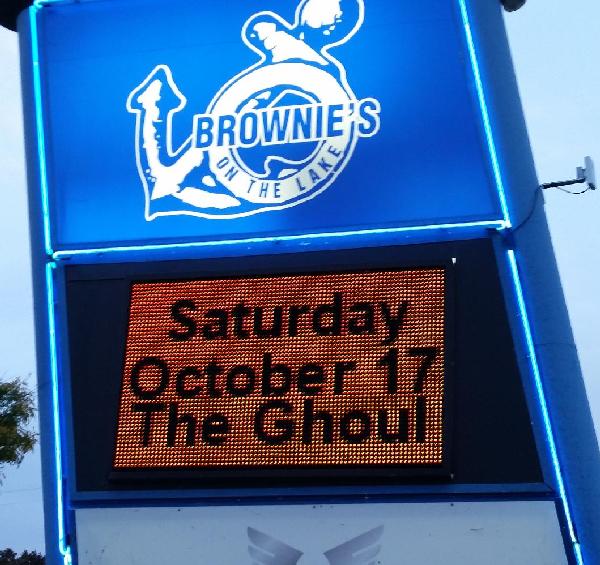 BROWNIE'S
ON THE LAKE
Saturday
October 17
The Ghoul